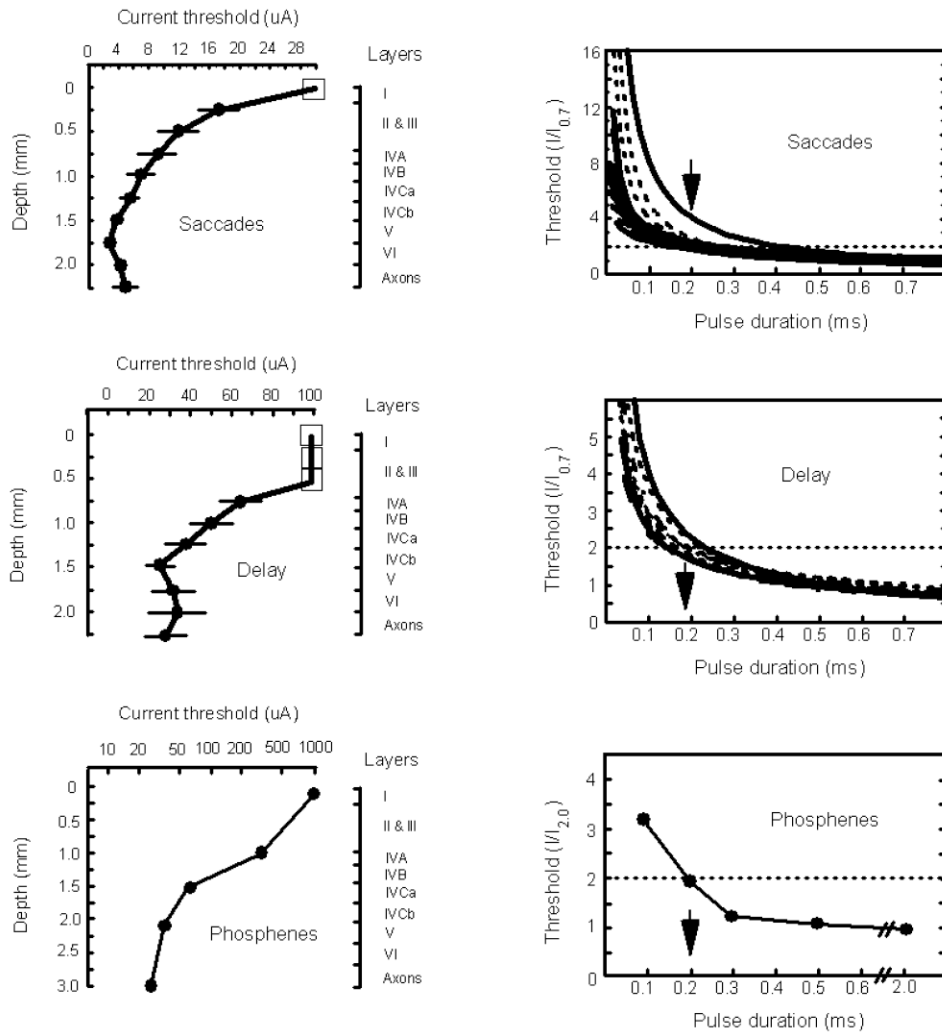 Current threshold (uA)
0 4 8 12 16 20 24 28
Layers
0
0.5
1.0
1.5
2.0
Depth (mm)
I
II & III
IVA
IVB
IVCa
IVCb
V
VI
Axons
Saccades
16
12
8
4
2
0
Threshold (I/I0.7)
Saccades
0.1 0.2 0.3 0.4 0.5 0.6 0.7
Pulse duration (ms)
Current threshold (uA)
0 20 40 60 80 100
Layers
0
0.5
1.0
1.5
2.0
Depth (mm)
I
II & III
IVA
IVB
IVCa
IVCb
V
VI
Axons
Delay
5
4
3
2
1
0
Threshold (I/I0.7)
Delay
0.1 0.2 0.3 0.4 0.5 0.6 0.7
Pulse duration (ms)
Current threshold (uA)
10 20 50 100 200 500 1000
Layers
0
0.5
1.0
1.5
2.0
2.5
3.0
Depth (mm)
I
II & III
IVA
IVB
IVCa
IVCb
V
VI
Axons
Phosphenes
4
3
2
1
0
Threshold (I/I2.0)
Phosphenes
0.1 0.2 0.3 0.4 0.5 0.6 2.0
Pulse duration (ms)